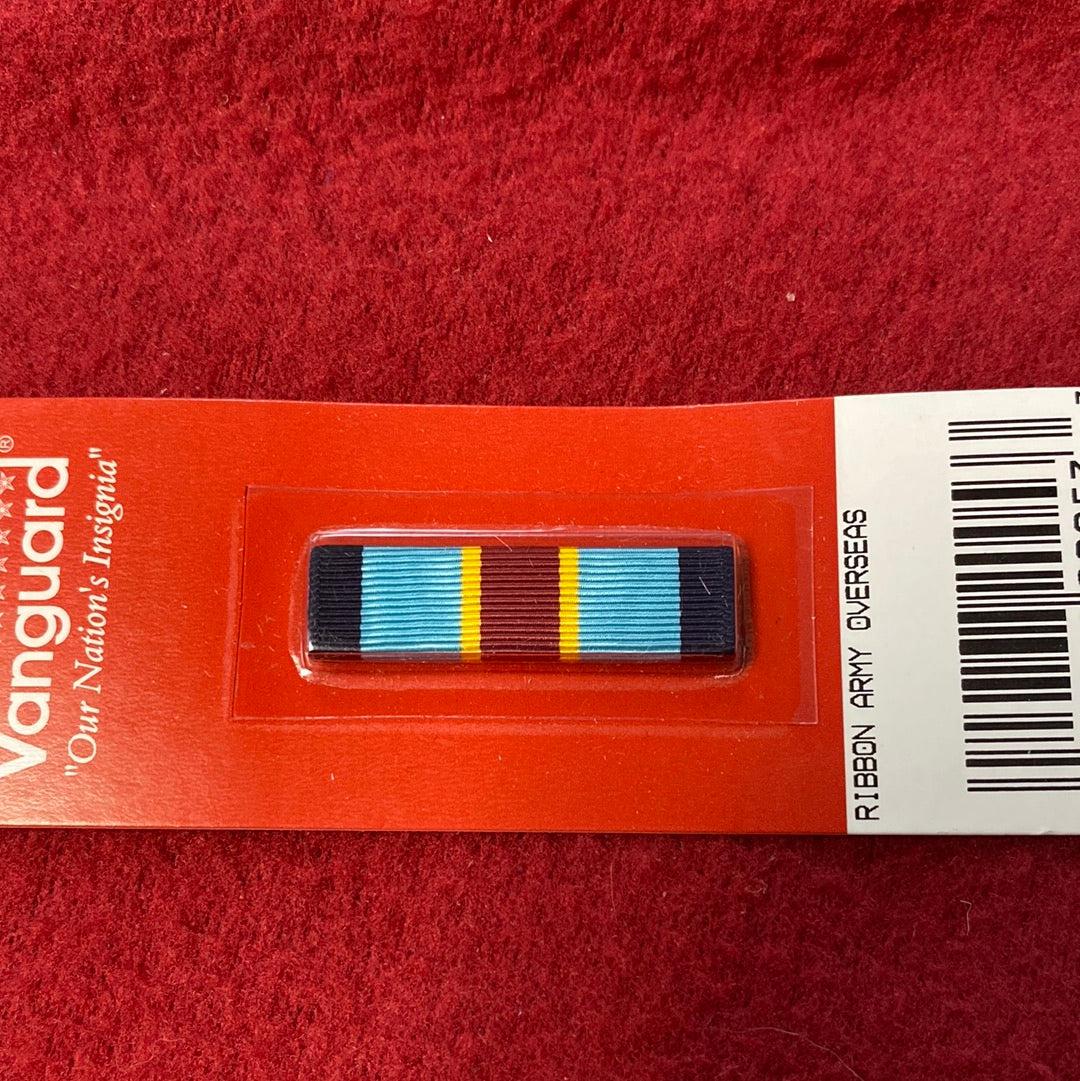 Vanguard®
"Our Nation's Insignia"
RIBBON ARMY OVERSEAS